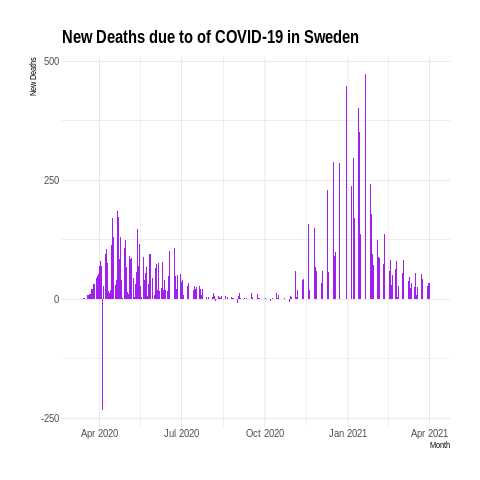 New Deaths due to of COVID-19 in Sweden
New Deaths
500
250
0
-250
Apr 2020
Jul 2020
Oct 2020
Jan 2021
Apr 2021
Month